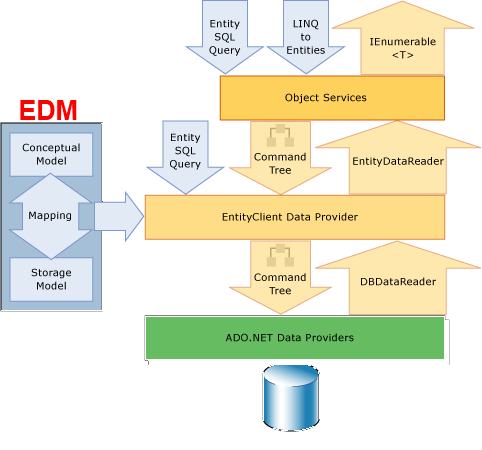 Entity
SQL
Query
LINQ
to
Entities
IEnumerable
<T>
Object Services
EDM
Conceptual
Model
Mapping
Storage
Model
Entity
SQL
Query
Command
Tree
EntityDataReader
EntityClient Data Provider
Command
Tree
DBDataReader
ADO.NET Data Providers